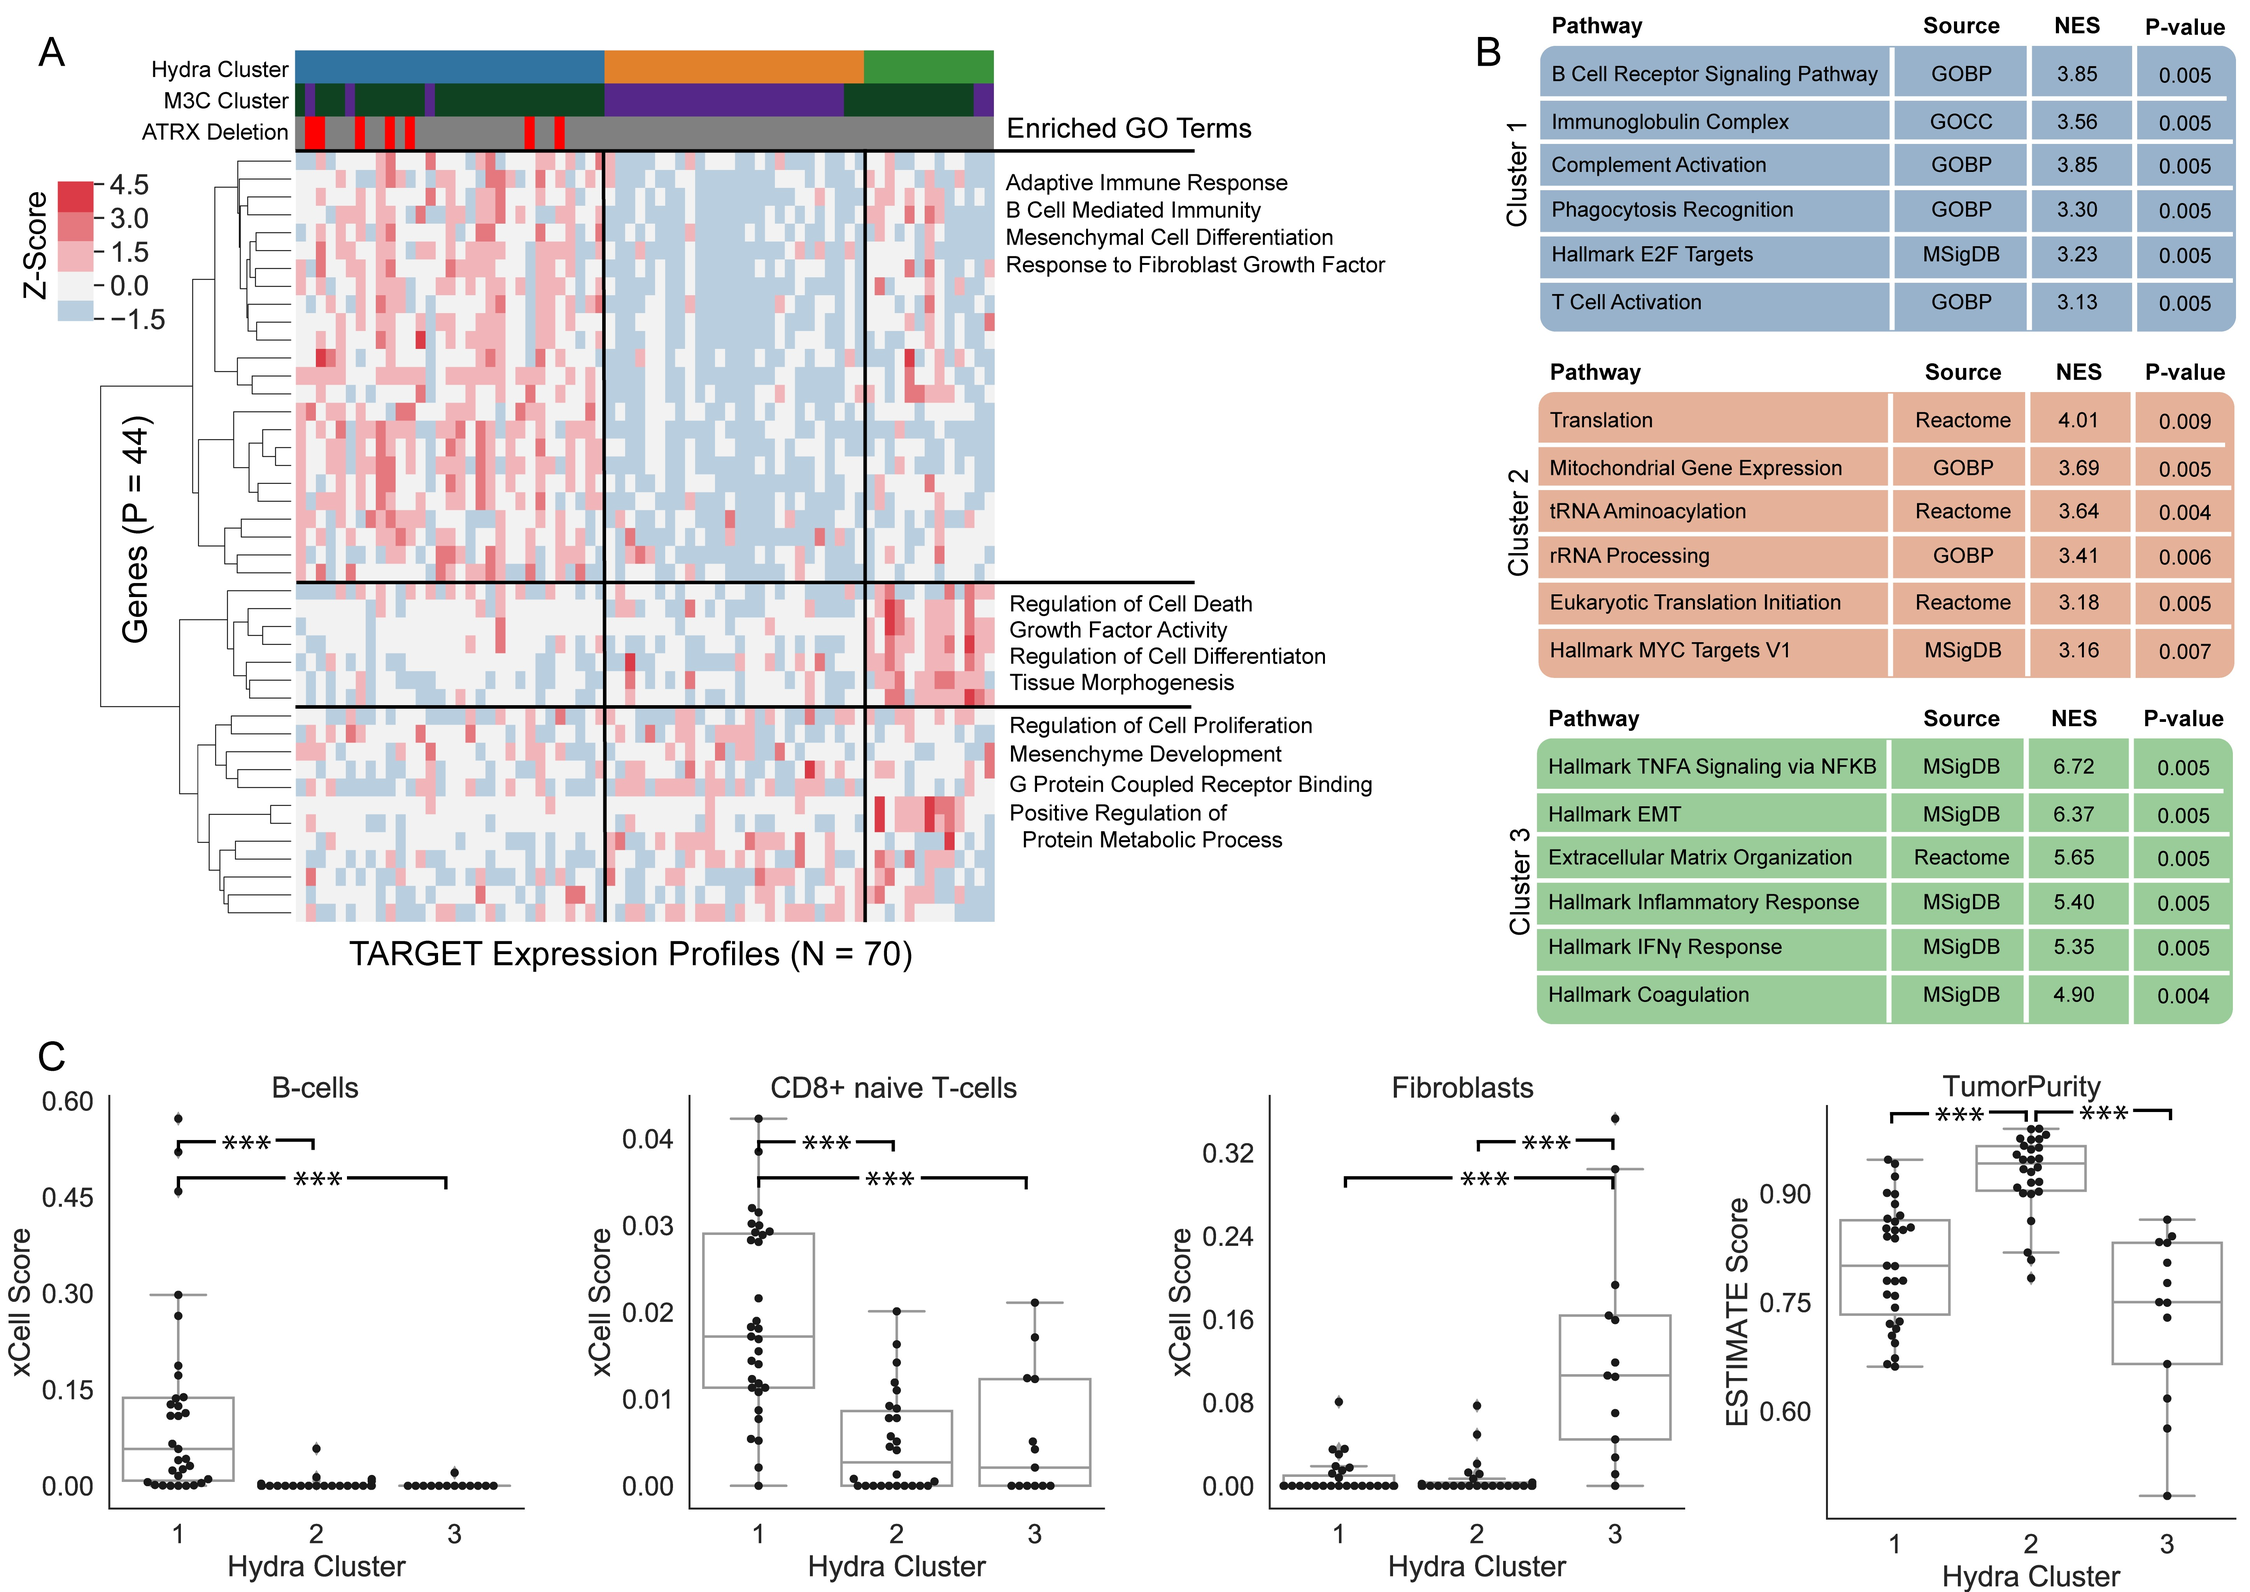 A
Hydra Cluster
M3C Cluster
ATRX Deletion
Enriched GO Terms
Z-Score
4.5
3.0
1.5
0.0
−1.5
Adaptive Immune Response
B Cell Mediated Immunity
Mesenchymal Cell Differentiation
Response to Fibroblast Growth Factor
Genes (P = 44)
Regulation of Cell Death
Growth Factor Activity
Regulation of Cell Differentiaton
Tissue Morphogenesis
Regulation of Cell Proliferation
Mesenchyme Development
G Protein Coupled Receptor Binding
Positive Regulation of
Protein Metabolic Process
TARGET Expression Profiles (N = 70)
B
Pathway Source NES P-value
Cluster 1
B Cell Receptor Signaling Pathway GOBP 3.85 0.005
Immunoglobulin Complex GOCC 3.56 0.005
Complement Activation GOBP 3.85 0.005
Phagocytosis Recognition GOBP 3.30 0.005
Hallmark E2F Targets MSigDB 3.23 0.005
T Cell Activation GOBP 3.13 0.005
Pathway Source NES P-value
Cluster 2
Translation Reactome 4.01 0.009
Mitochondrial Gene Expression GOBP 3.69 0.005
tRNA Aminoacylation Reactome 3.64 0.004
rRNA Processing GOBP 3.41 0.006
Eukaryotic Translation Initiation Reactome 3.18 0.005
Hallmark MYC Targets V1 MSigDB 3.16 0.007
Pathway Source NES P-value
Cluster 3
Hallmark TNFA Signaling via NFKB MSigDB 6.72 0.005
Hallmark EMT MSigDB 6.37 0.005
Extracellular Matrix Organization Reactome 5.65 0.005
Hallmark Inflammatory Response MSigDB 5.40 0.005
Hallmark IFNγ Response MSigDB 5.35 0.005
Hallmark Coagulation MSigDB 4.90 0.004
C
B-cells
xCell Score
0.60
0.45
0.30
0.15
0.00
***
***
1 2 3
Hydra Cluster
CD8+ naive T-cells
xCell Score
0.04
0.03
0.02
0.01
0.00
***
***
1 2 3
Hydra Cluster
Fibroblasts
xCell Score
0.32
0.24
0.16
0.08
0.00
***
***
1 2 3
Hydra Cluster
TumorPurity
ESTIMATE Score
0.90
0.75
0.60
*** ***
1 2 3
Hydra Cluster